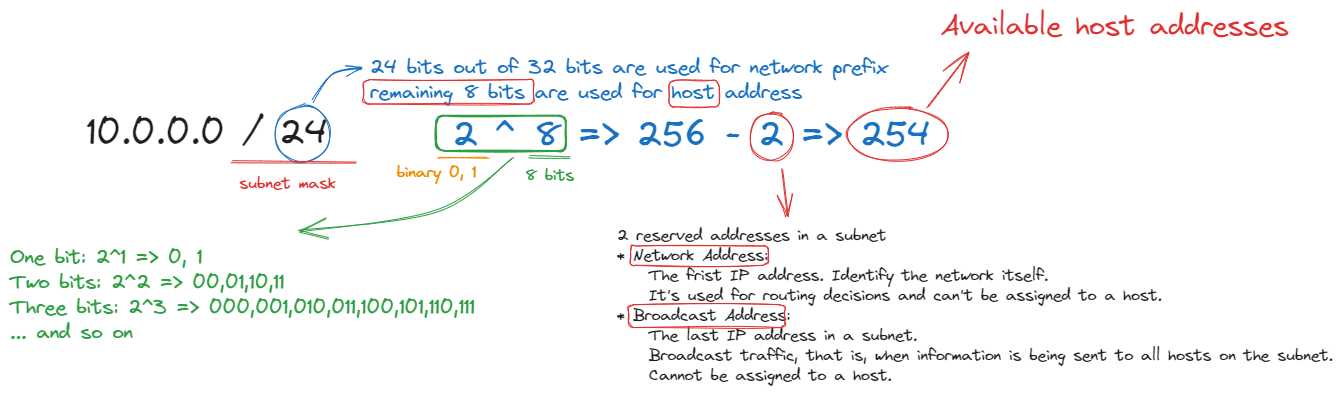 Available host addresses
24 bits out of 32 bits are used for network prefix
remaining 8 bits are used for host address
10.0.0.0 / 24
2 ^ 8 => 256 - 2 => 254
subnet mask
binary 0, 1
8 bits
One bit: 2^1 => 0, 1
Two bits: 2^2 => 00,01,10,11
Three bits: 2^3 => 000,001,010,011,100,101,110,111
... and so on
2 reserved addresses in a subnet
* Network Address:
The frist IP address. Identify the network itself.
It's used for routing decisions and can't be assigned to a host.
* Broadcast Address:
The last IP address in a subnet.
Broadcast traffic, that is, when information is being sent to all hosts on the subnet.
Cannot be assigned to a host.